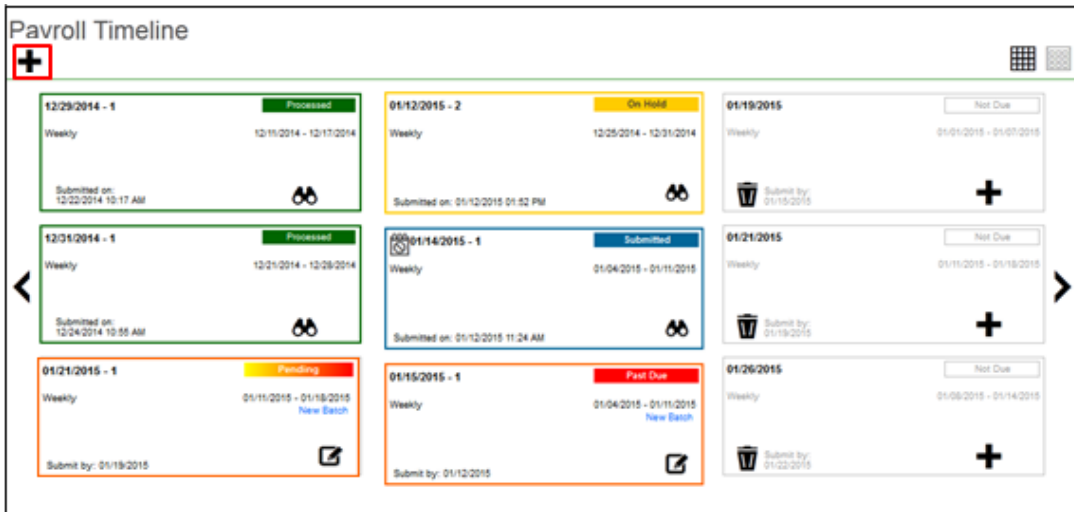 Payroll Timeline
12/29/2014 - 1 Processed
Weekly 12/11/2014 - 12/17/2014
Submitted on:
12/22/2014 10:17 AM
01/12/2015 - 2 On Hold
Weekly 12/25/2014 - 12/31/2014
Submitted on: 01/12/2015 01:52 PM
01/19/2015 Not Due
Weekly 01/01/2015 - 01/07/2015
Submit by:
01/15/2015
12/31/2014 - 1 Processed
Weekly 12/21/2014 - 12/28/2014
Submitted on:
12/24/2014 10:55 AM
01/14/2015 - 1 Submitted
Weekly 01/04/2015 - 01/11/2015
Submitted on: 01/12/2015 11:24 AM
01/21/2015 Not Due
Weekly 01/11/2015 - 01/18/2015
Submit by:
01/19/2015
01/21/2015 - 1 Pending
Weekly 01/11/2015 - 01/18/2015
New Batch
Submit by: 01/19/2015
01/15/2015 - 1 Past Due
Weekly 01/04/2015 - 01/11/2015
New Batch
Submit by: 01/12/2015
01/26/2015 Not Due
Weekly 01/08/2015 - 01/14/2015
Submit by:
01/22/2015